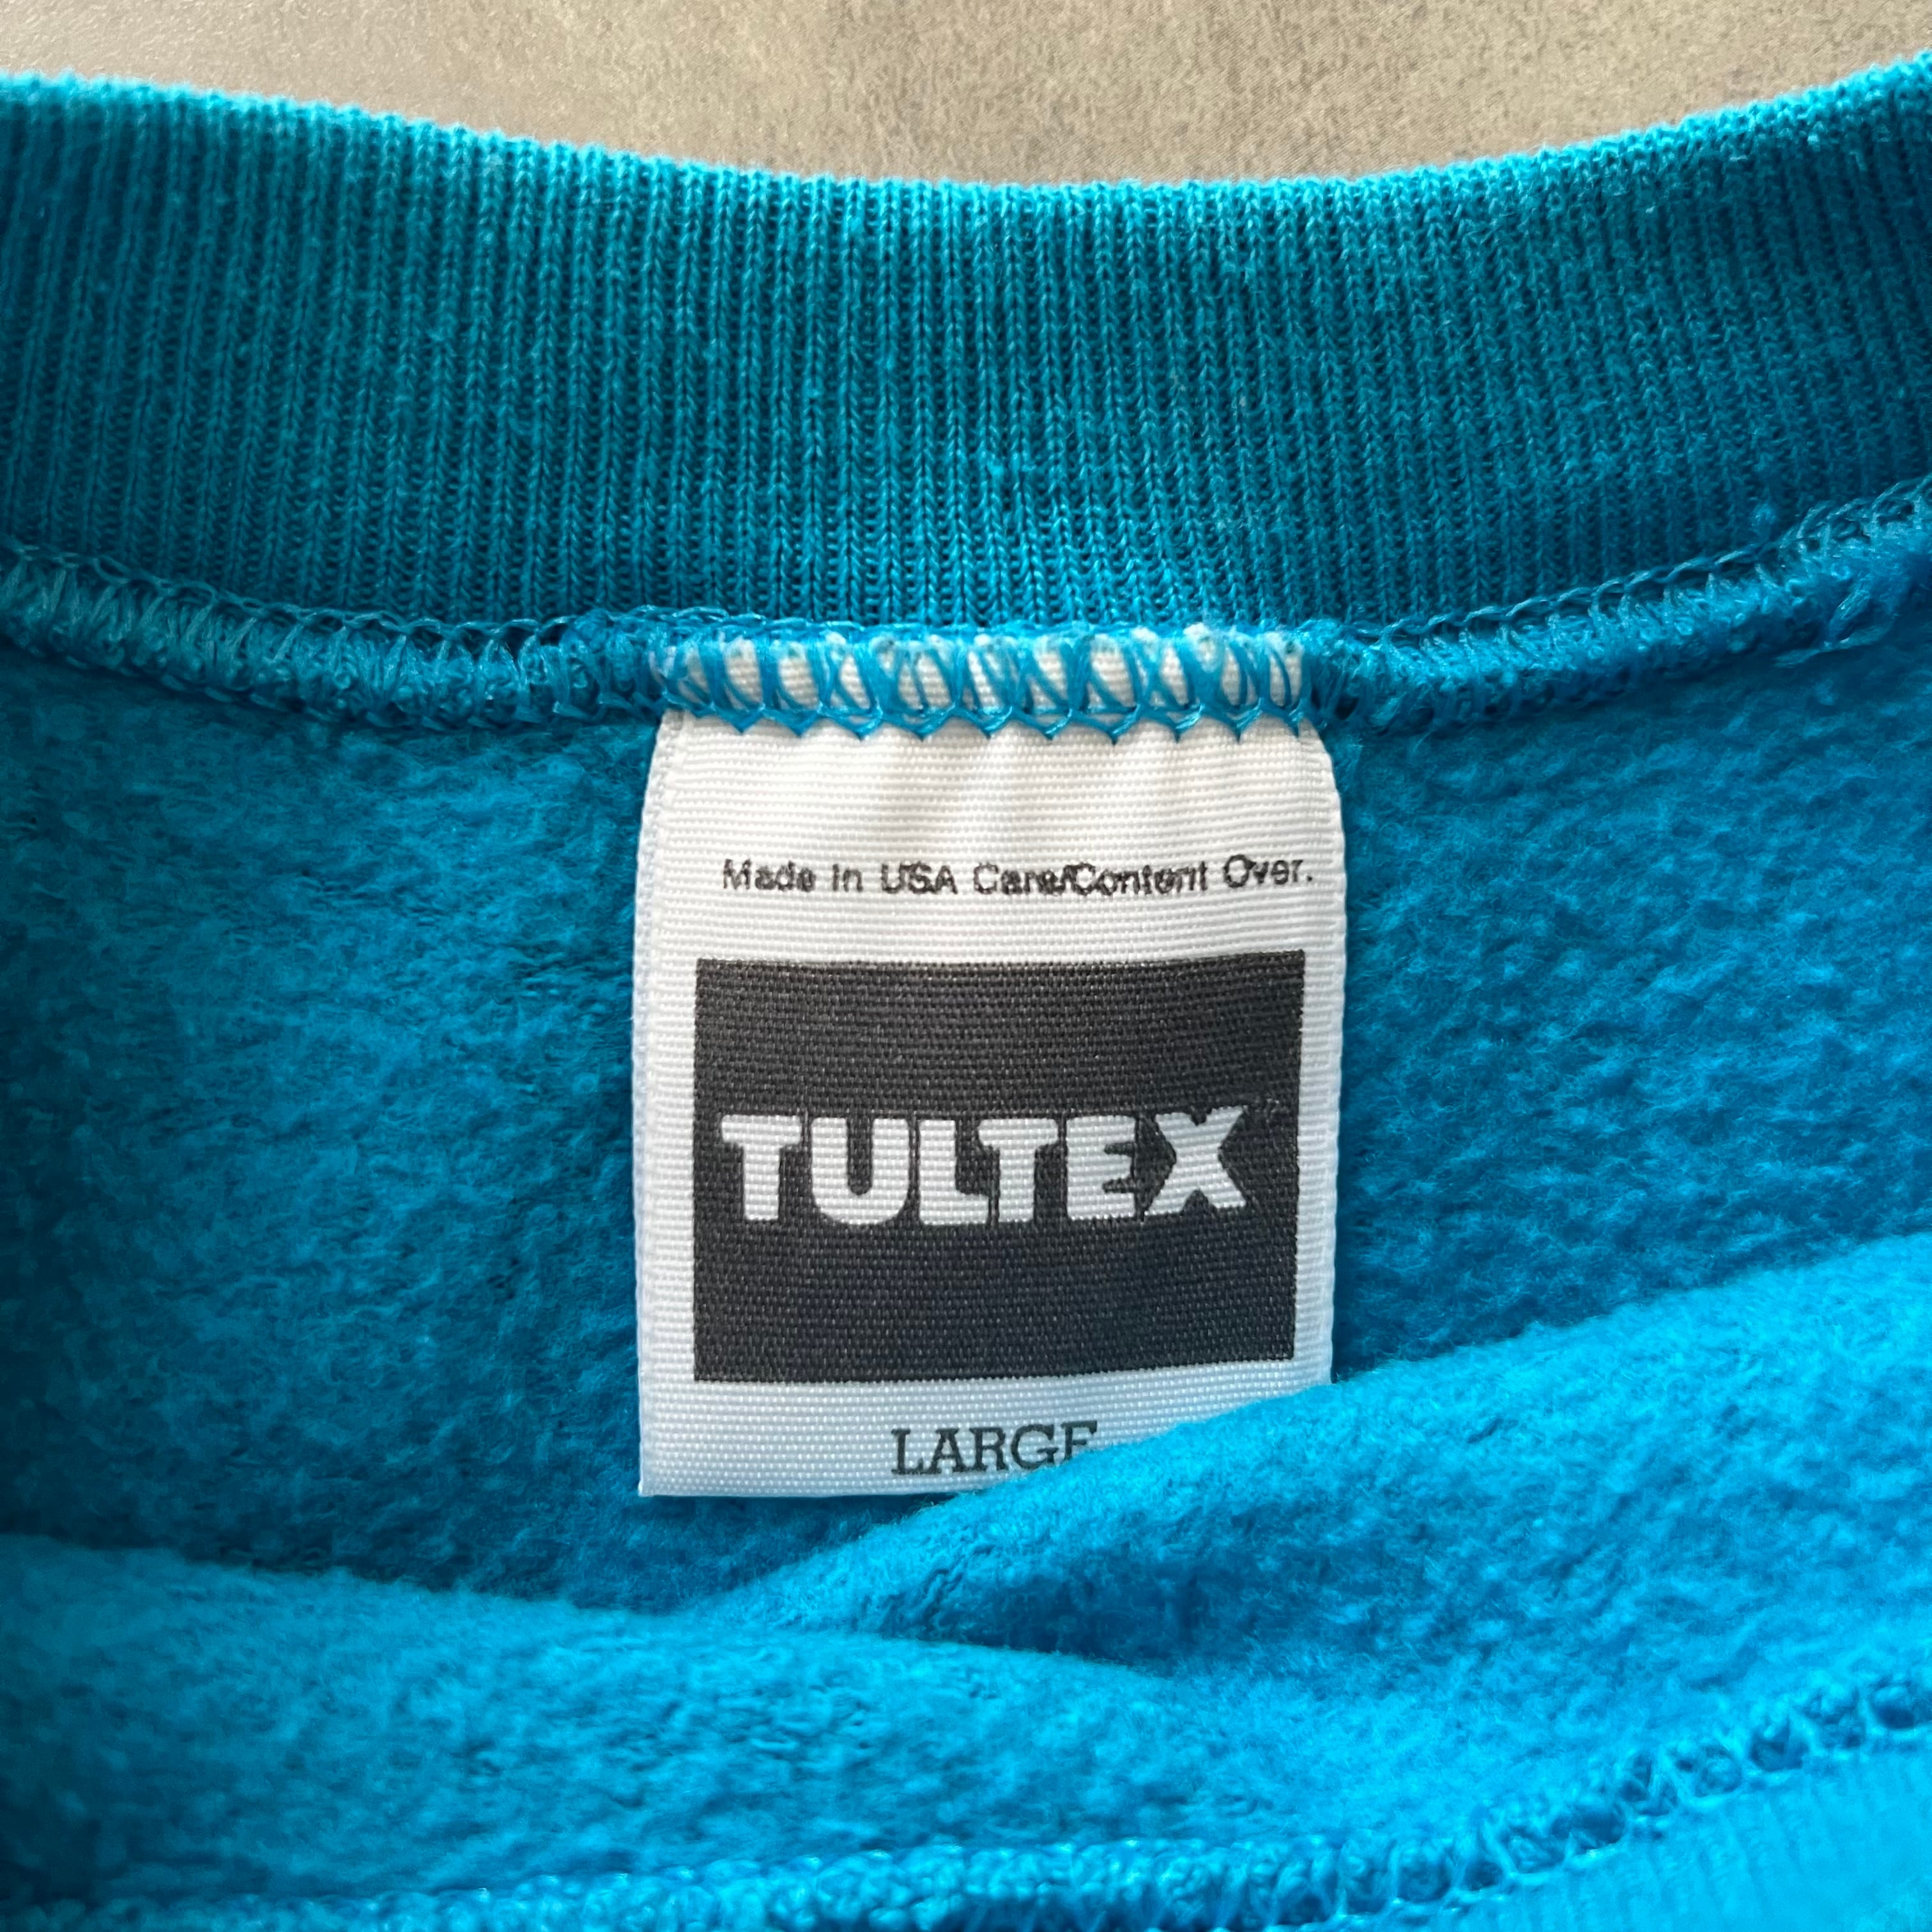 Made In USA Care/Content Over.
TULTEX
LARGE